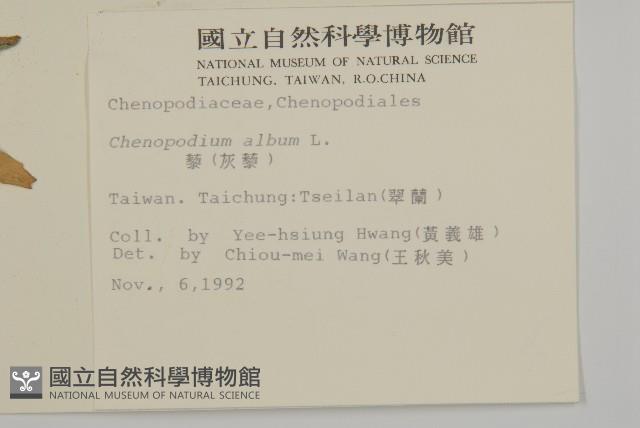 國立自然科學博物館
NATIONAL MUSEUM OF NATURAL SCIENCE
TAICHUNG, TAIWAN, R.O.CHINA
Chenopodiaceae,Chenopodiales
Chenopodium album L.
藜(灰藜)
Taiwan. Taichung:Tseilan(翠蘭)
Coll. by Yee-hsiung Hwang(黃義雄)
Det. by Chiou-mei Wang(王秋美)
Nov., 6,1992
國立自然科學博物館
NATIONAL MUSEUM OF NATURAL SCIENCE